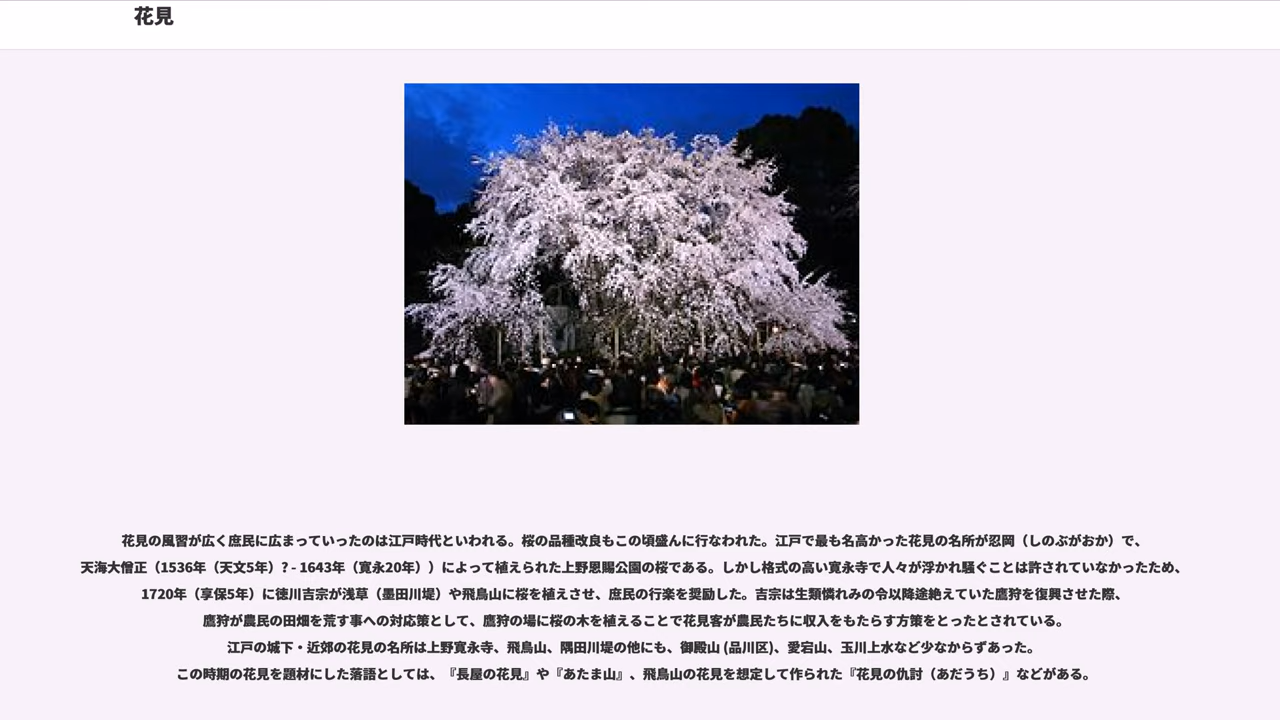 花見
花見の風習が広く庶民に広まっていったのは江戸時代といわれる。桜の品種改良もこの頃盛んに行なわれた。江戸で最も名高かった花見の名所が忍岡（しのぶがおか）で、
天海大僧正（1536年（天文5年）? - 1643年（寛永20年））によって植えられた上野恩賜公園の桜である。しかし格式の高い寛永寺で人々が浮かれ騒ぐことは許されていなかったため、
1720年（享保5年）に徳川吉宗が浅草（墨田川堤）や飛鳥山に桜を植えさせ、庶民の行楽を奨励した。吉宗は生類憐れみの令以降途絶えていた鷹狩を復興させた際、
鷹狩が農民の田畑を荒す事への対応策として、鷹狩の場に桜の木を植えることで花見客が農民たちに収入をもたらす方策をとったとされている。
江戸の城下・近郊の花見の名所は上野寛永寺、飛鳥山、隅田川堤の他にも、御殿山 (品川区)、愛宕山、玉川上水など少なからずあった。
この時期の花見を題材にした落語としては、『長屋の花見』や『あたま山』、飛鳥山の花見を想定して作られた『花見の仇討（あだうち）』などがある。